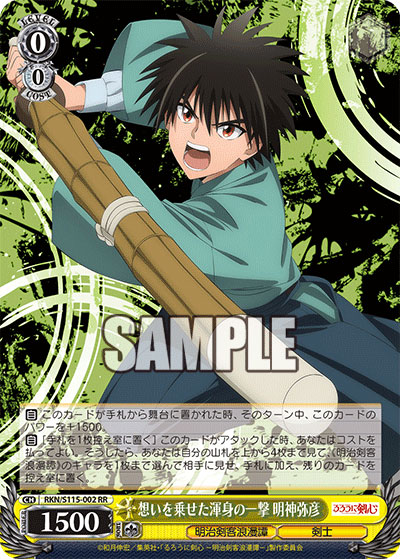 LEVEL
0
0
COST
SAMPLE
自 このカードが手札から舞台に置かれた時、そのターン中、このカードの
パワーを+1500。
自 [手札を1枚控え室に置く] このカードがアタックした時、あなたはコストを
払ってよい。そうしたら、あなたは自分の山札を上から4枚まで見て、《明治剣客
浪漫譚》のキャラを1枚まで選んで相手に見せ、手札に加え、残りのカードを
控え室に置く。
CH RKN/S115-002 RR
想いを乗せた渾身の一撃 明神弥彦
るろうに剣心
1500
明治剣客浪漫譚
剣士
©和月伸宏/集英社・「るろうに剣心 -明治剣客浪漫譚-」製作委員会